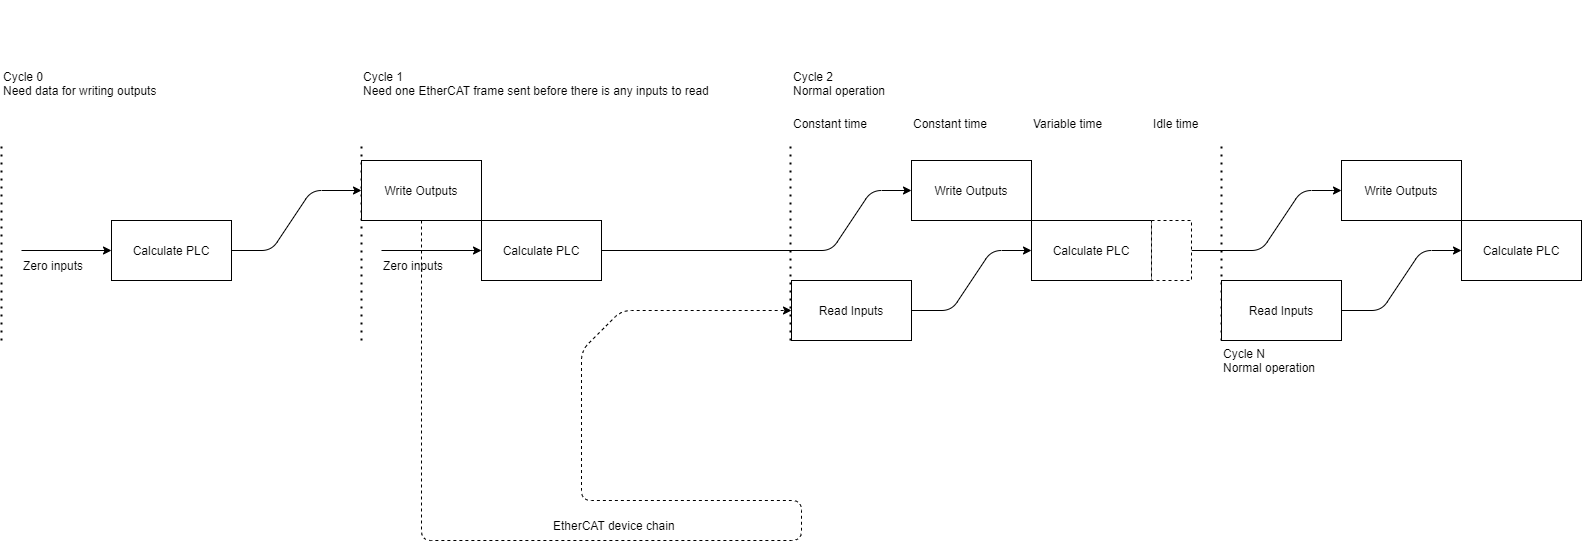 Cycle 0
Need data for writing outputs
Cycle 1
Need one EtherCAT frame sent before there is any inputs to read
Cycle 2
Normal operation
Constant time
Constant time
Variable time
Idle time
Write Outputs
Write Outputs
Write Outputs
Calculate PLC
Zero inputs
Calculate PLC
Zero inputs
Calculate PLC
Calculate PLC
Read Inputs
Read Inputs
Cycle N
Normal operation
EtherCAT device chain